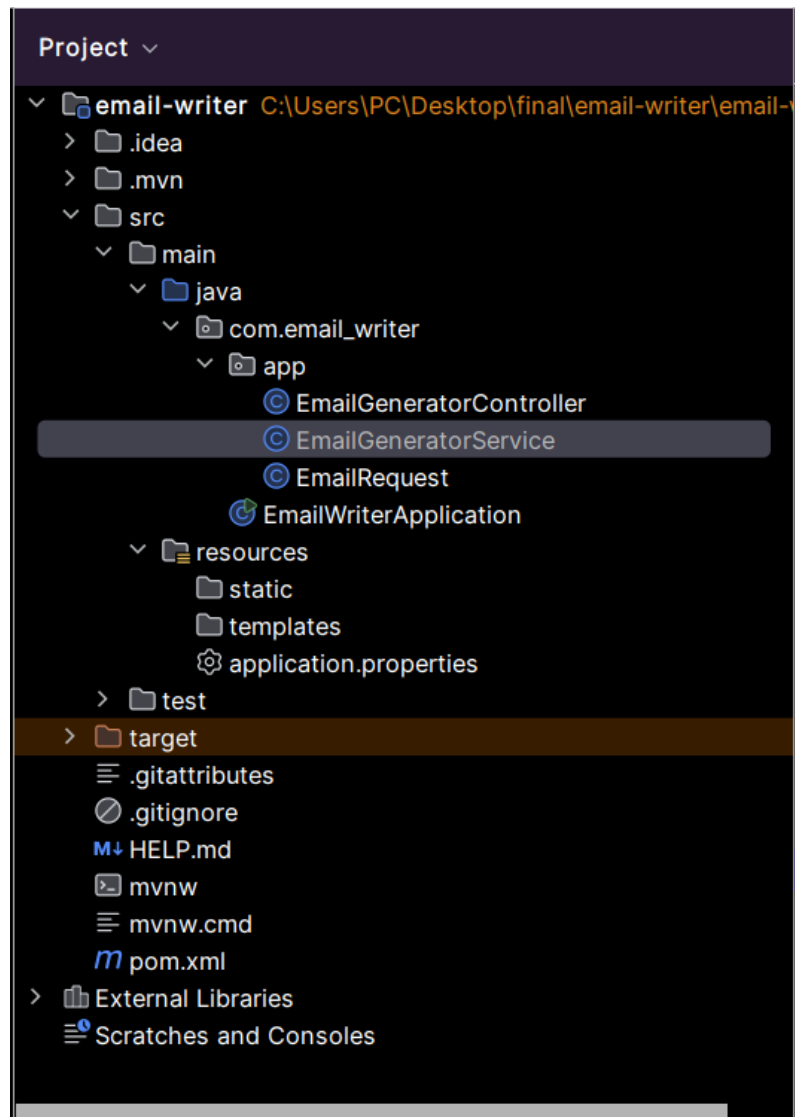 Project
email-writer C:\Users\PC\Desktop\final\email-writer\email-
.idea
.mvn
src
main
java
com.email_writer
app
EmailGeneratorController
EmailGeneratorService
EmailRequest
EmailWriterApplication
resources
static
templates
application.properties
test
target
.gitattributes
.gitignore
M↓ HELP.md
mvnw
mvnw.cmd
m pom.xml
External Libraries
Scratches and Consoles